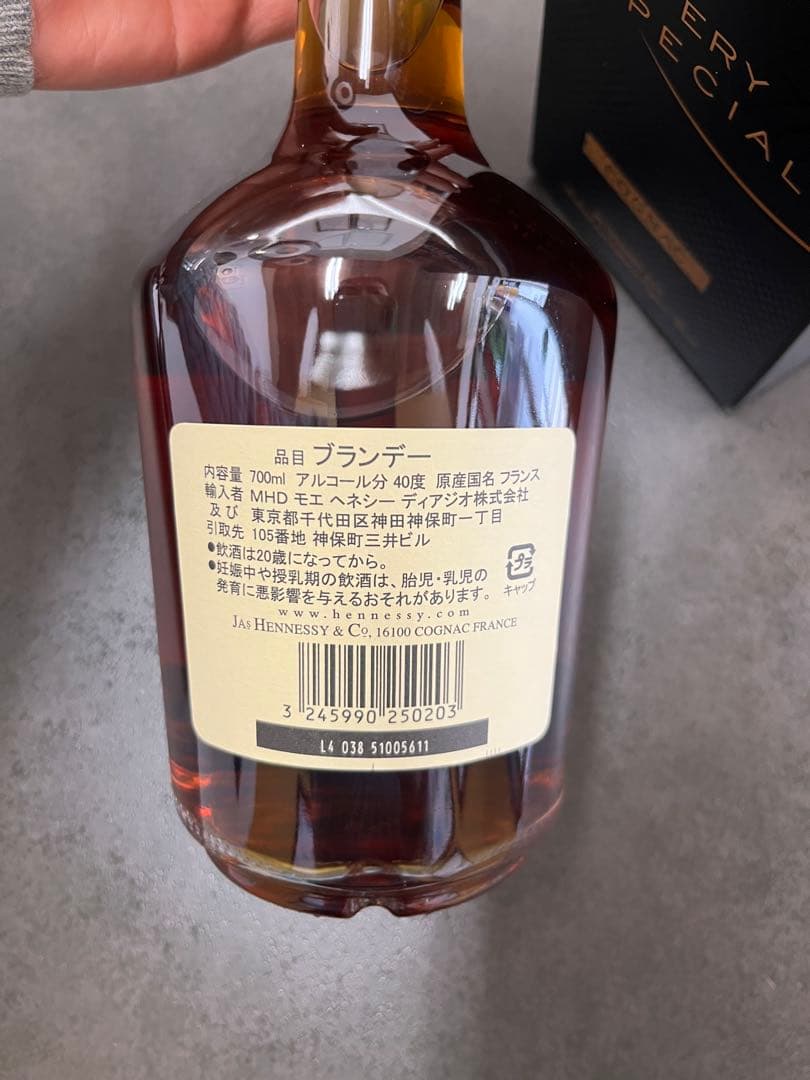 ERY
PECIAL
COGNAC
品目 ブランデー
内容量 700ml アルコール分 40度 原産国名 フランス
輸入者 MHD モエ ヘネシー ディアジオ株式会社
及び 東京都千代田区神田神保町一丁目
引取先 105番地 神保町三井ビル
●飲酒は20歳になってから。
●妊娠中や授乳期の飲酒は、胎児・乳児の
発育に悪影響を与えるおそれがあります。
プラ
キャップ
www.hennessy.com
JAS HENNESSY & Cº, 16100 COGNAC FRANCE
3 245990 250203
L4 038 51005611